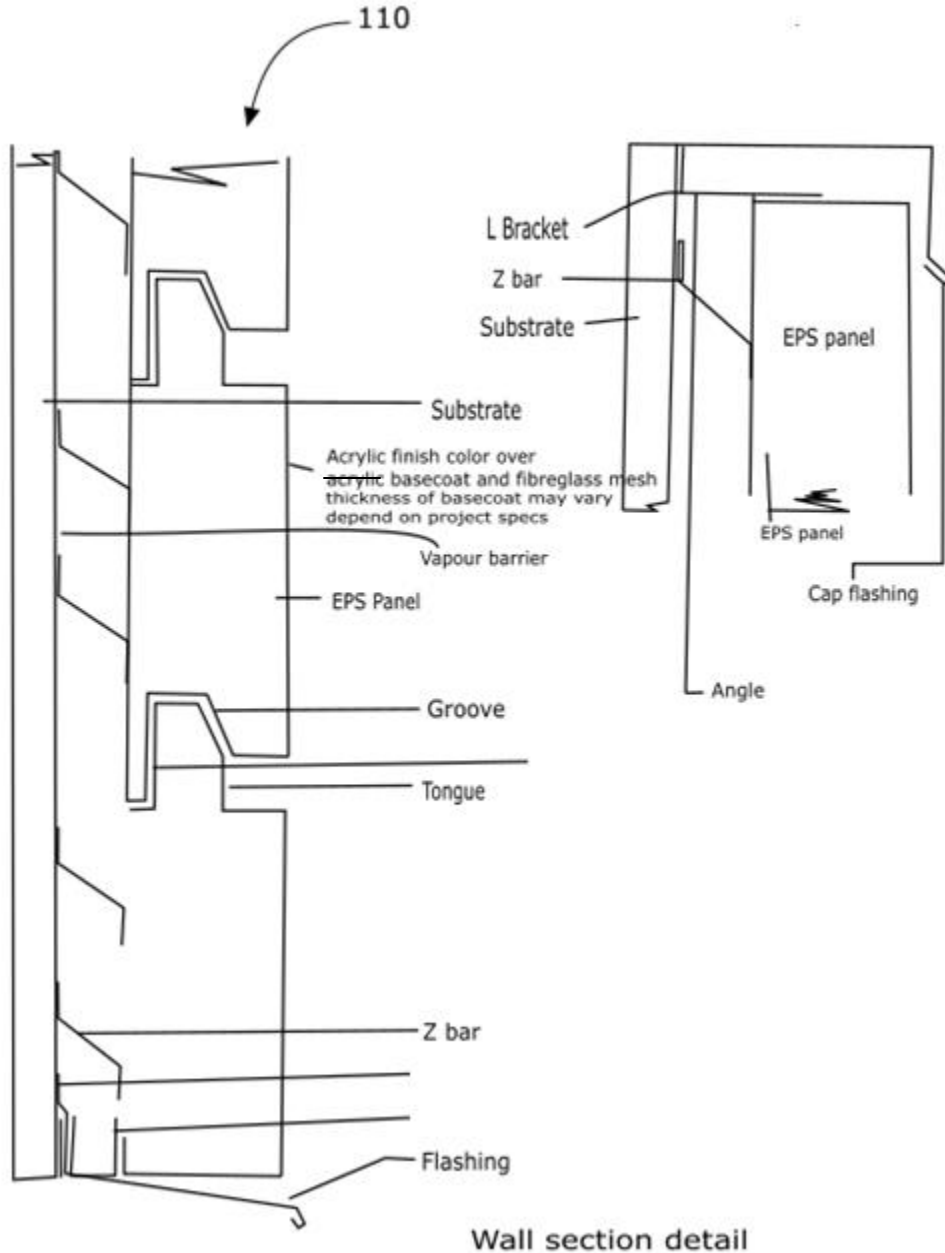 110
L Bracket
Z bar
Substrate
EPS panel
Substrate
Acrylic finish color over
acrylic basecoat and fibreglass mesh
thickness of basecoat may vary
depend on project specs
EPS panel
Vapour barrier
EPS Panel
Cap flashing
Angle
Groove
Tongue
Z bar
Flashing
Wall section detail